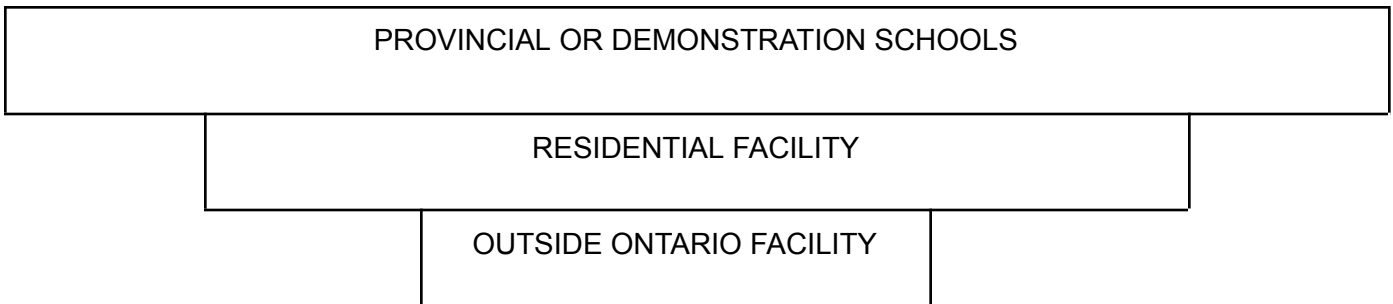 PROVINCIAL OR DEMONSTRATION SCHOOLS
RESIDENTIAL FACILITY
OUTSIDE ONTARIO FACILITY